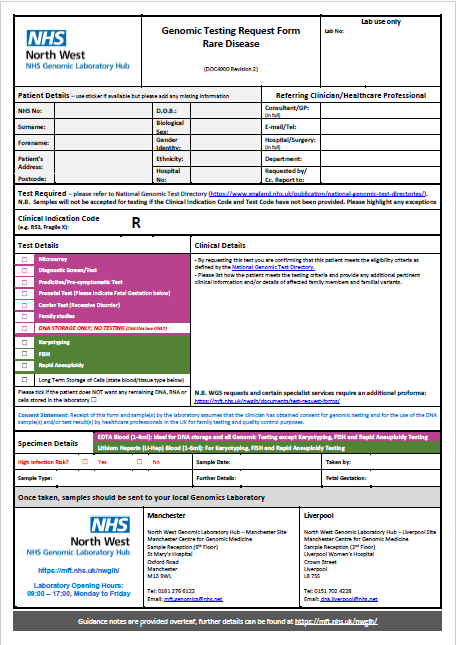 Lab use only
NHS
North West
NHS Genomic Laboratory Hub
Genomic Testing Request Form
Rare Disease
(DOC4900 Revision 2)
Lab No:
Patient Details – use sticker if available but please add any missing information
Referring Clinician/Healthcare Professional
NHS No:
D.O.B.:
Consultant/GP:
(in full)
Surname:
Biological
Sex:
E-mail/Tel:
Forename:
Gender
Identity:
Hospital/Surgery:
(in full)
Patient's
Address:
Ethnicity:
Department:
Postcode:
Hospital
No:
Requested by/
Cc. Report to:
Test Required – please refer to National Genomic Test Directory (https://www.england.nhs.uk/publication/national-genomic-test-directories/).
N.B. Samples will not be accepted for testing if the Clinical Indication Code and Test Code have not been provided. Please highlight any exceptions
Clinical Indication Code
(e.g. R53, Fragile X):
R
Test Details
Clinical Details
☐ Microarray
☐ Diagnostic Screen/Test
☐ Predictive/Pre-symptomatic Test
☐ Prenatal Test (Please indicate Fetal Gestation below)
☐ Carrier Test (Recessive Disorder)
☐ Family studies
☐ DNA STORAGE ONLY, NO TESTING (Tick this box ONLY)
☐ Karyotyping
☐ FISH
☐ Rapid Aneuploidy
☐ Long Term Storage of Cells (state blood/tissue type below)
Please tick if the patient does NOT want any remaining DNA, RNA or
cells stored in the laboratory ☐
- By requesting this test you are confirming that this patient meets the eligibility criteria as
defined by the National Genomic Test Directory.
- Please list how the patient meets the testing criteria and provide any additional pertinent
clinical information and/or details of affected family members and familial variants.
N.B. WGS requests and certain specialist services require an additional proforma:
https://mft.nhs.uk/nwglh/documents/test-request-forms/
Consent Statement: Receipt of this form and sample(s) by the laboratory assumes that the clinician has obtained consent for genomic testing and for the use of the DNA
sample(s) and/or test result(s) by healthcare professionals in the UK for family testing and quality control purposes.
Specimen Details
EDTA Blood (1-4ml): Ideal for DNA storage and all Genomic Testing except Karyotyping, FISH and Rapid Aneuploidy Testing
Lithium Heparin (Li-Hep) Blood (1-6ml): For Karyotyping, FISH and Rapid Aneuploidy Testing
High Infection Risk? ☐ Yes ☐ No
Sample Date:
Taken by:
Sample Type:
Further Details:
Fetal Gestation:
Once taken, samples should be sent to your local Genomics Laboratory
NHS
North West
NHS Genomic Laboratory Hub
https://mft.nhs.uk/nwglh/
Laboratory Opening Hours:
09:00 – 17:00, Monday to Friday
Manchester
North West Genomic Laboratory Hub – Manchester Site
Manchester Centre for Genomic Medicine
Sample Reception (6th Floor)
St Mary's Hospital
Oxford Road
Manchester
M13 9WL
Tel: 0161 276 6122
Email: mft.genomics@nhs.net
Liverpool
North West Genomic Laboratory Hub – Liverpool Site
Manchester Centre for Genomic Medicine
Sample Reception (2nd Floor)
Liverpool Women's Hospital
Crown Street
Liverpool
L8 7SS
Tel: 0151 702 4228
Email: dna.liverpool@nhs.net
Guidance notes are provided overleaf, further details can be found at https://mft.nhs.uk/nwglh/